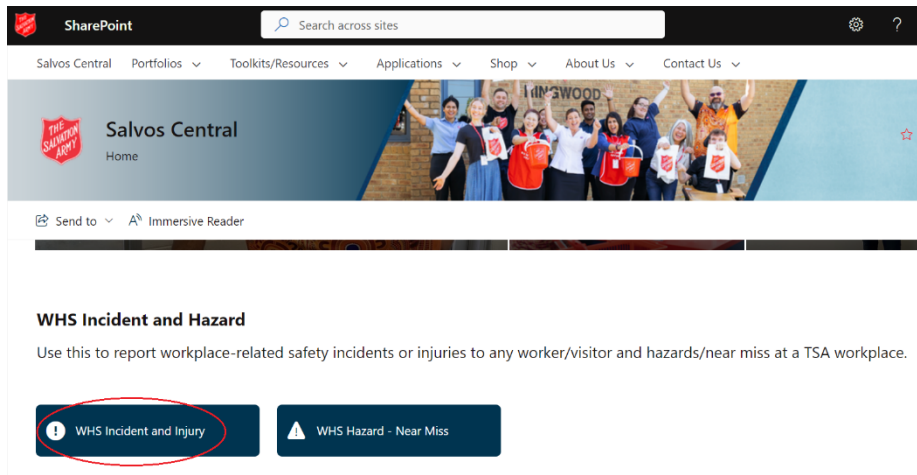 SharePoint
Search across sites
?
Salvos Central Portfolios Toolkits/Resources Applications Shop About Us Contact Us
THE
SALVATION
ARMY
Salvos Central
Home
Send to Immersive Reader
WHS Incident and Hazard
Use this to report workplace-related safety incidents or injuries to any worker/visitor and hazards/near miss at a TSA workplace.
WHS Incident and Injury WHS Hazard - Near Miss